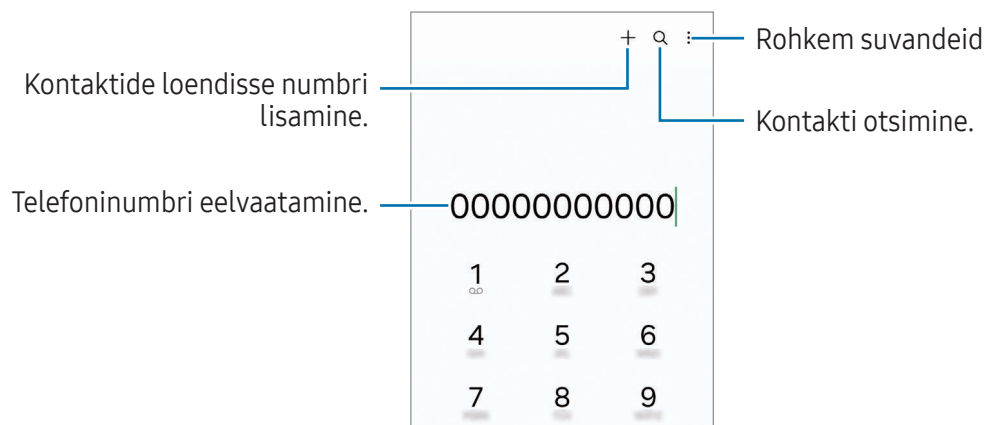 Rohkem suvandeid
Kontaktide loendisse numbri
lisamine.
Kontakti otsimine.
Telefoninumbri eelvaatamine.
00000000000
1 2 3
4 5 6
7 8 9